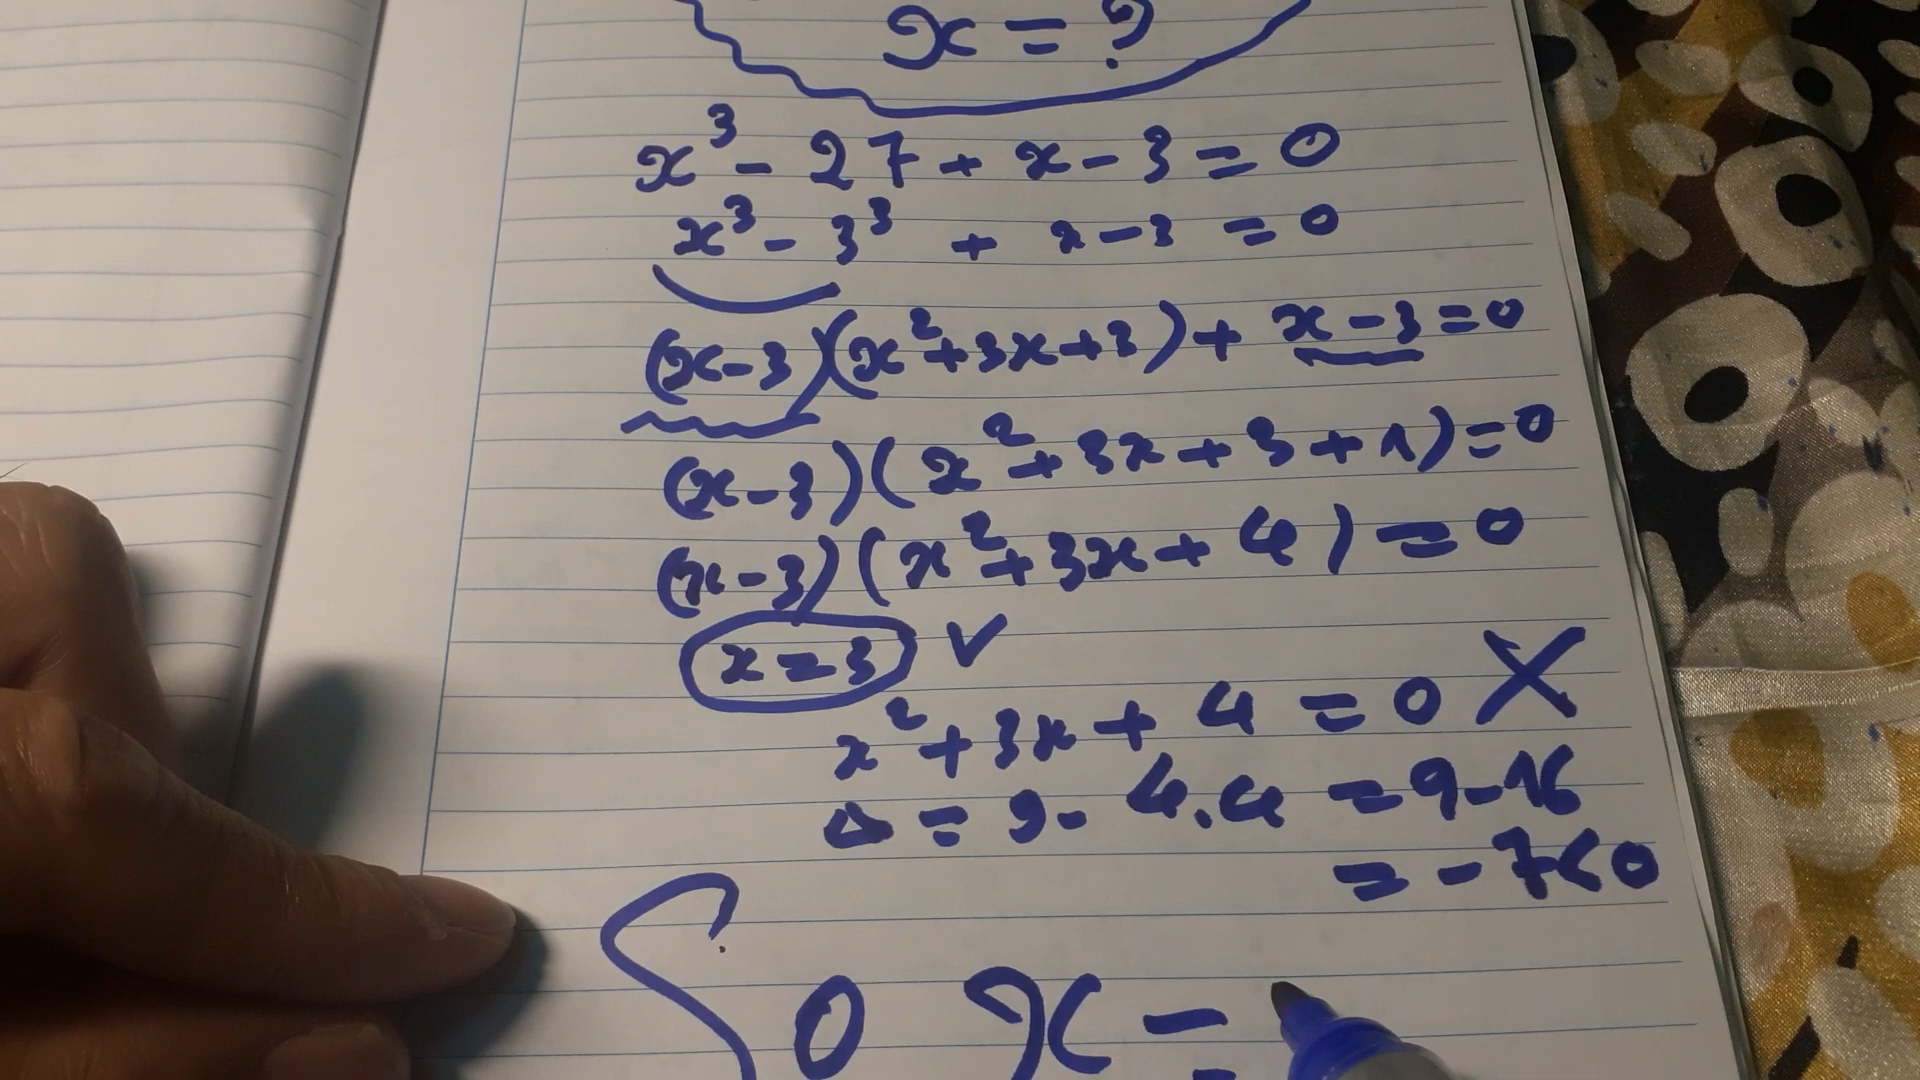 x = ?
x³ - 27 + x - 3 = 0
x³ - 3³ + x - 3 = 0
(x-3)(x²+3x+3) + x-3 = 0
(x-3)(x²+3x+3+1) = 0
(x-3)(x²+3x+4) = 0
x = 3 ✓
x²+3x+4 = 0 X
Δ = 9 - 4.4 = 9-16
= -7<0
So x =